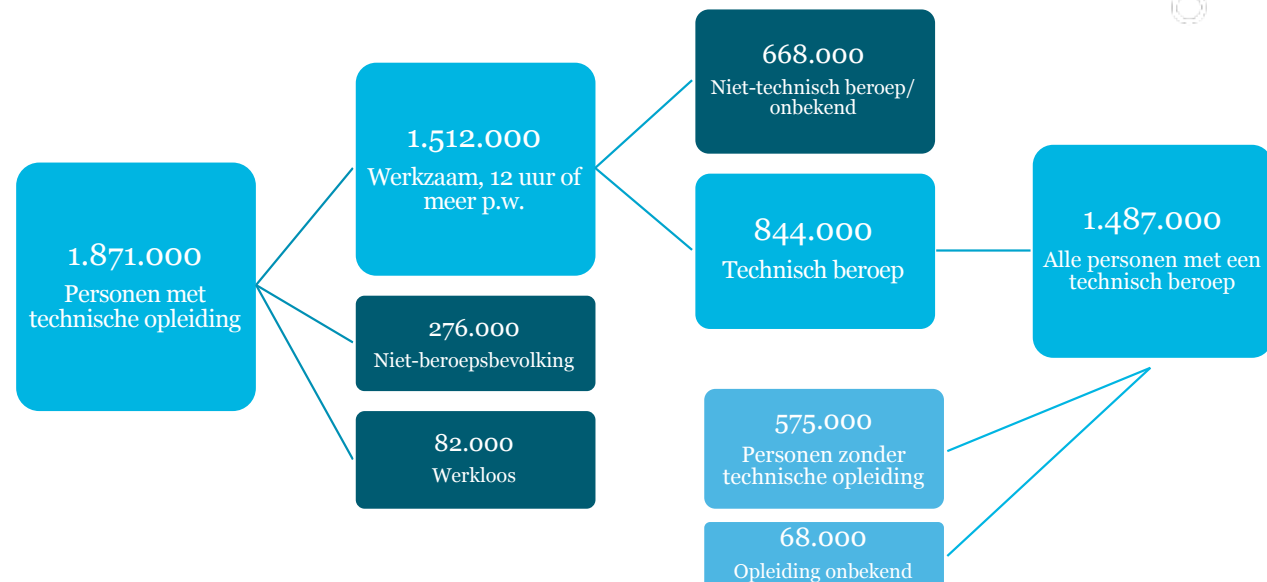 1.871.000
Personen met
technische opleiding
1.512.000
Werkzaam, 12 uur of
meer p.w.
276.000
Niet-beroepsbevolking
82.000
Werkloos
668.000
Niet-technisch beroep/
onbekend
844.000
Technisch beroep
575.000
Personen zonder
technische opleiding
68.000
Opleiding onbekend
1.487.000
Alle personen met een
technisch beroep